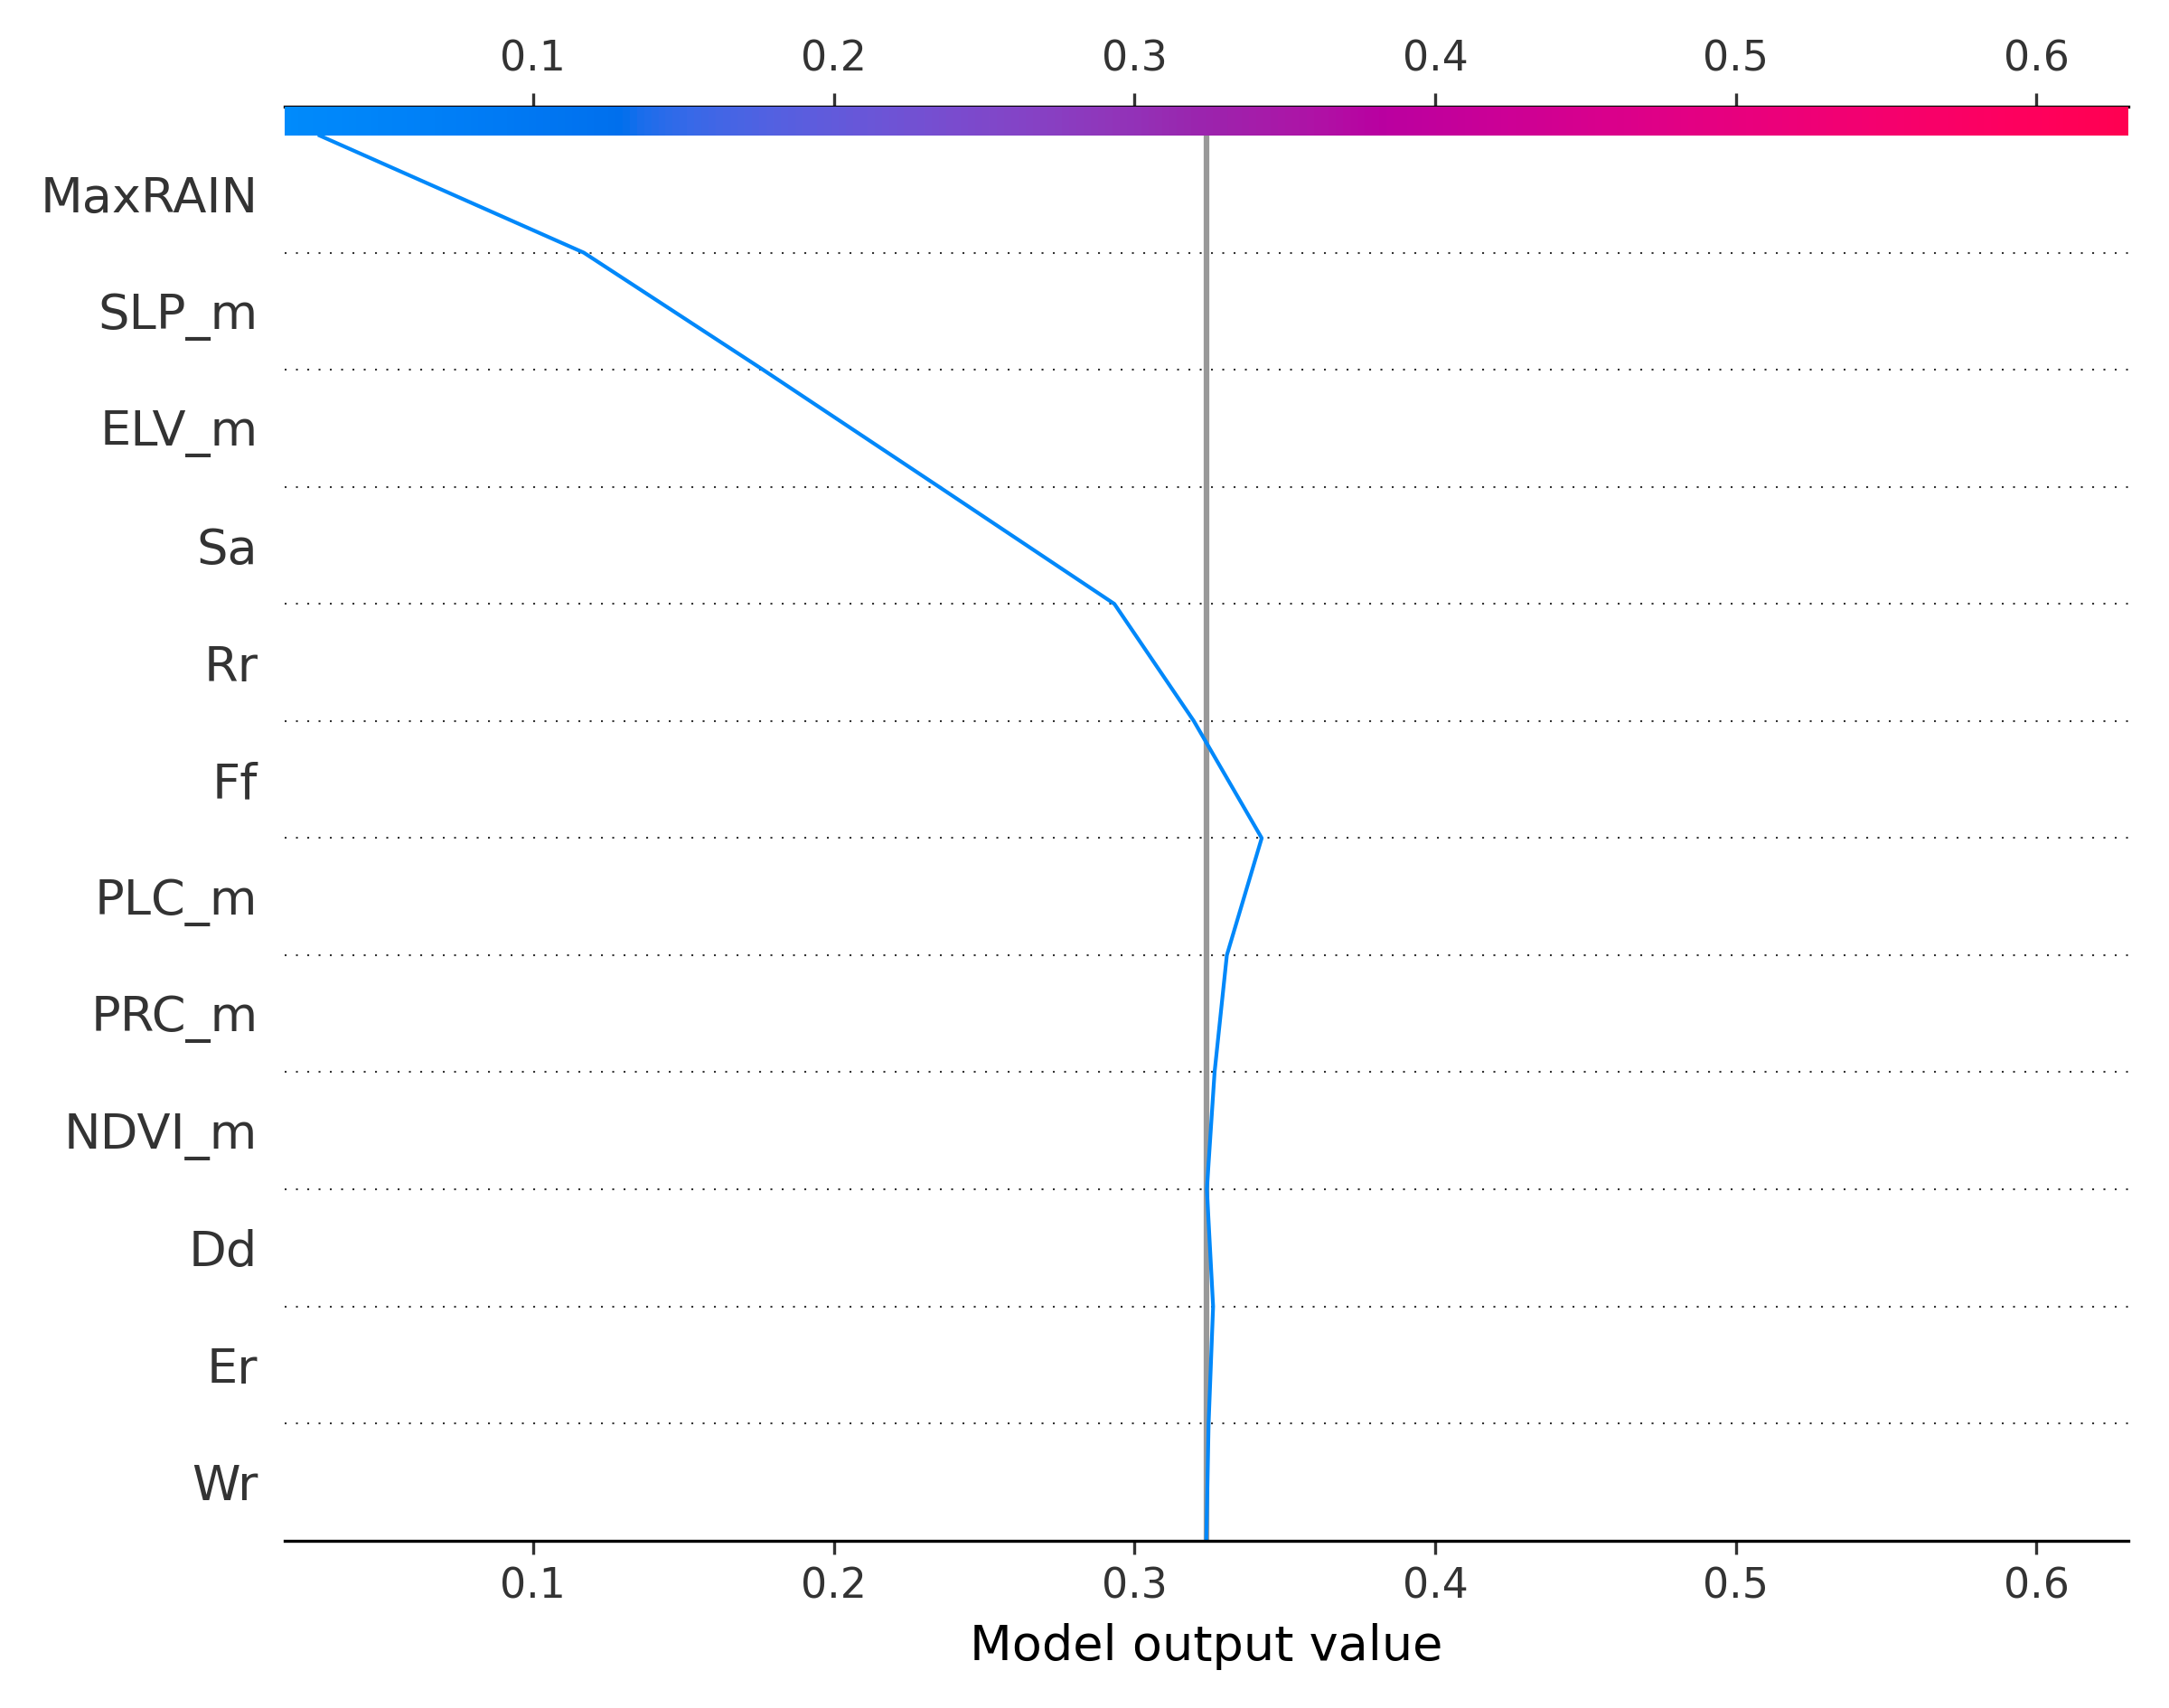 0.1 0.2 0.3 0.4 0.5 0.6
MaxRAIN
SLP_m
ELV_m
Sa
Rr
Ff
PLC_m
PRC_m
NDVI_m
Dd
Er
Wr
0.1 0.2 0.3 0.4 0.5 0.6
Model output value